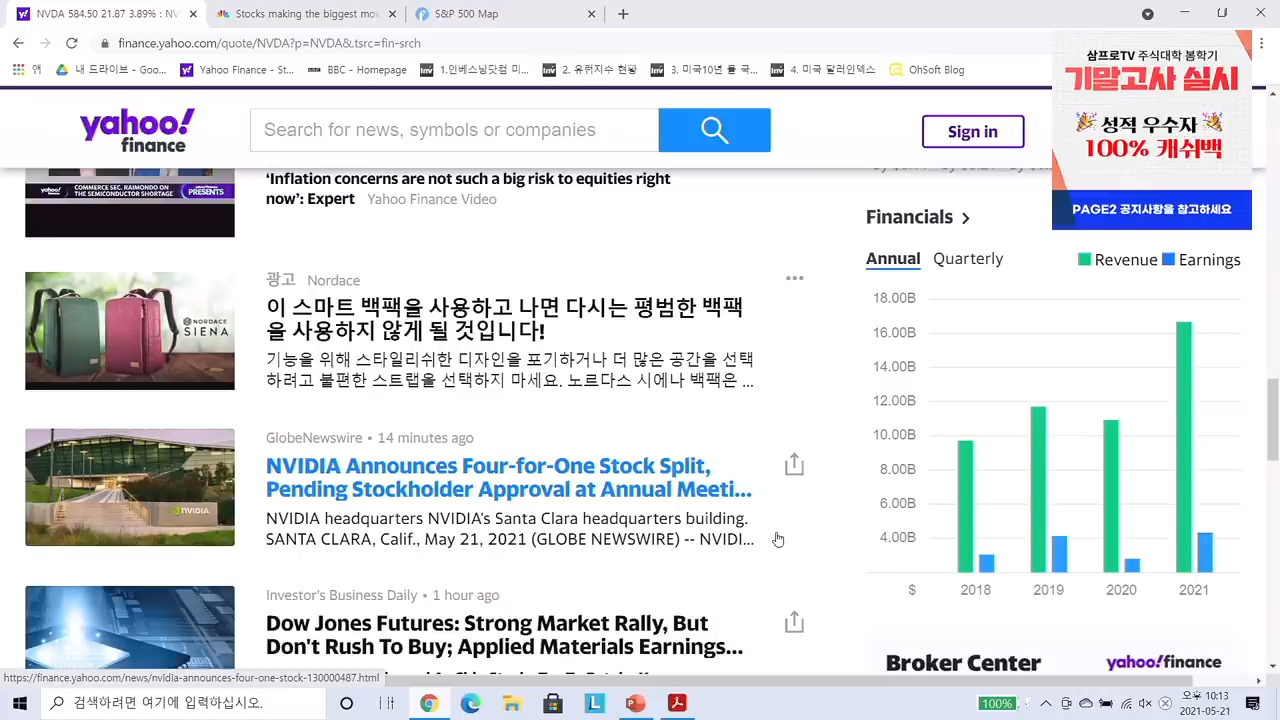 NVDA 584.50 21.87 3.89% : NV
Stocks making the biggest mov
S&P 500 Map
finance.yahoo.com/quote/NVDA?p=NVDA&.tsrc=fin-srch
앱
내 드라이브 - Goo...
Yahoo Finance - St...
BBC - Homepage
1.인베스닝닷컴 미...
2. 유런지수 현황
3. 미국10년 률 국...
4. 미국 달러인덱스
OhSoft Blog
삼프로TV 주식대학 봄학기
기말고사 실시
성적 우수자
100% 캐쉬백
PAGE2 공지사항을 참고하세요
yahoo!
finance
Search for news, symbols or companies
Sign in
yahoo!
COMMERCE SEC. RAIMONDO ON
THE SEMICONDUCTOR SHORTAGE
PRESENTS
‘Inflation concerns are not such a big risk to equities right
now’: Expert Yahoo Finance Video
광고 Nordace
이 스마트 백팩을 사용하고 나면 다시는 평범한 백팩
을 사용하지 않게 될 것입니다!
기능을 위해 스타일리쉬한 디자인을 포기하거나 더 많은 공간을 선택
하려고 불편한 스트랩을 선택하지 마세요. 노르다스 시에나 백팩은 ...
NORDACE
SIENA
GlobeNewswire • 14 minutes ago
NVIDIA Announces Four-for-One Stock Split,
Pending Stockholder Approval at Annual Meeti...
NVIDIA headquarters NVIDIA's Santa Clara headquarters building.
SANTA CLARA, Calif., May 21, 2021 (GLOBE NEWSWIRE) -- NVIDI...
NVIDIA
Investor's Business Daily • 1 hour ago
Dow Jones Futures: Strong Market Rally, But
Don't Rush To Buy; Applied Materials Earnings...
Financials
Annual Quarterly
Revenue Earnings
18.00B
16.00B
14.00B
12.00B
10.00B
8.00B
6.00B
4.00B
$ 2018 2019 2020 2021
Broker Center
yahoo!finance
https://finance.yahoo.com/news/nvidia-announces-four-one-stock-130000487.html
검색하려면 여기에 입력하십시오.
100%
오후 10:13
2021-05-21